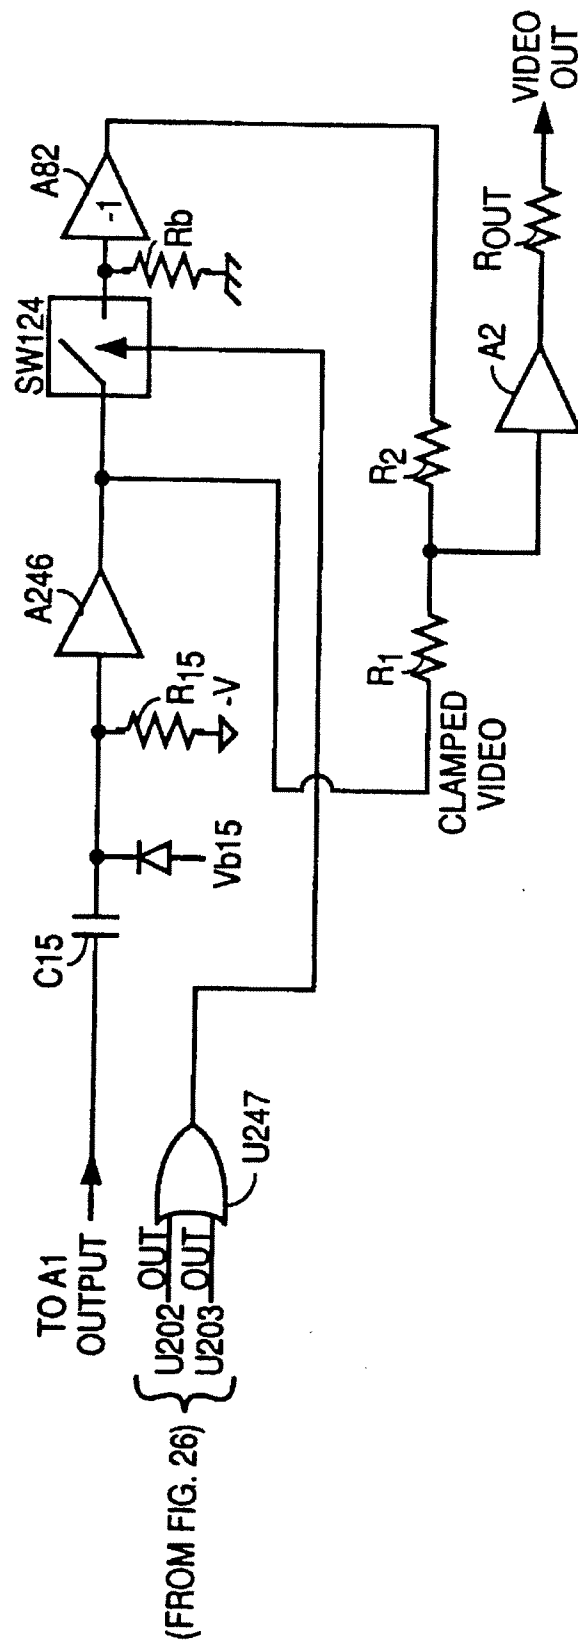 TO A1
OUTPUT
C15
Vb15
R15
-V
A246
SW124
Rb
-1
A82
(FROM FIG. 26)
U202 OUT
U203 OUT
U247
CLAMPED
VIDEO
R1
R2
A2
ROUT
VIDEO
OUT